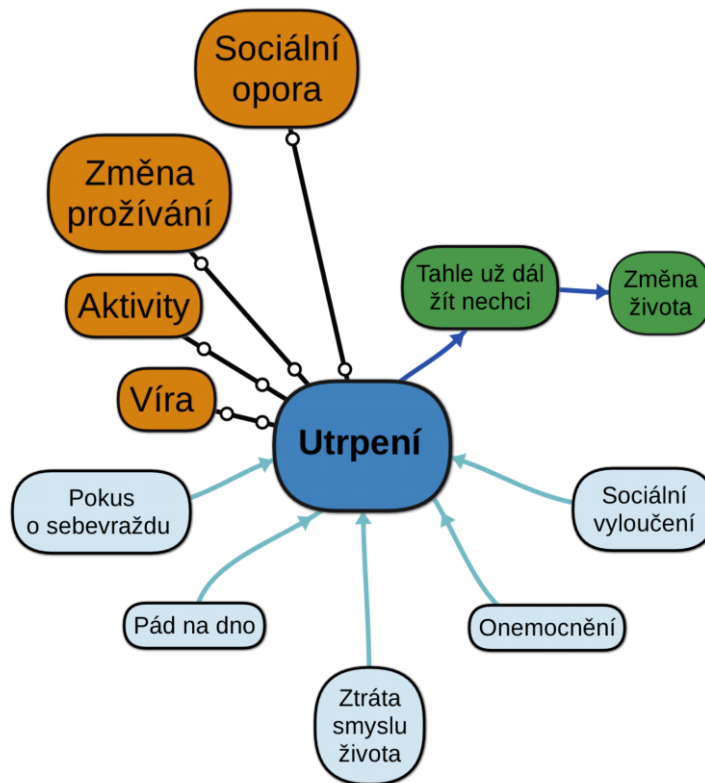 Sociální
opora
Změna
prožívání
Aktivity
Víra
Tahle už dál
žít nechci
Změna
života
Utrpení
Pokus
o sebevraždu
Sociální
vyloučení
Pád na dno
Onemocnění
Ztráta
smyslu
života